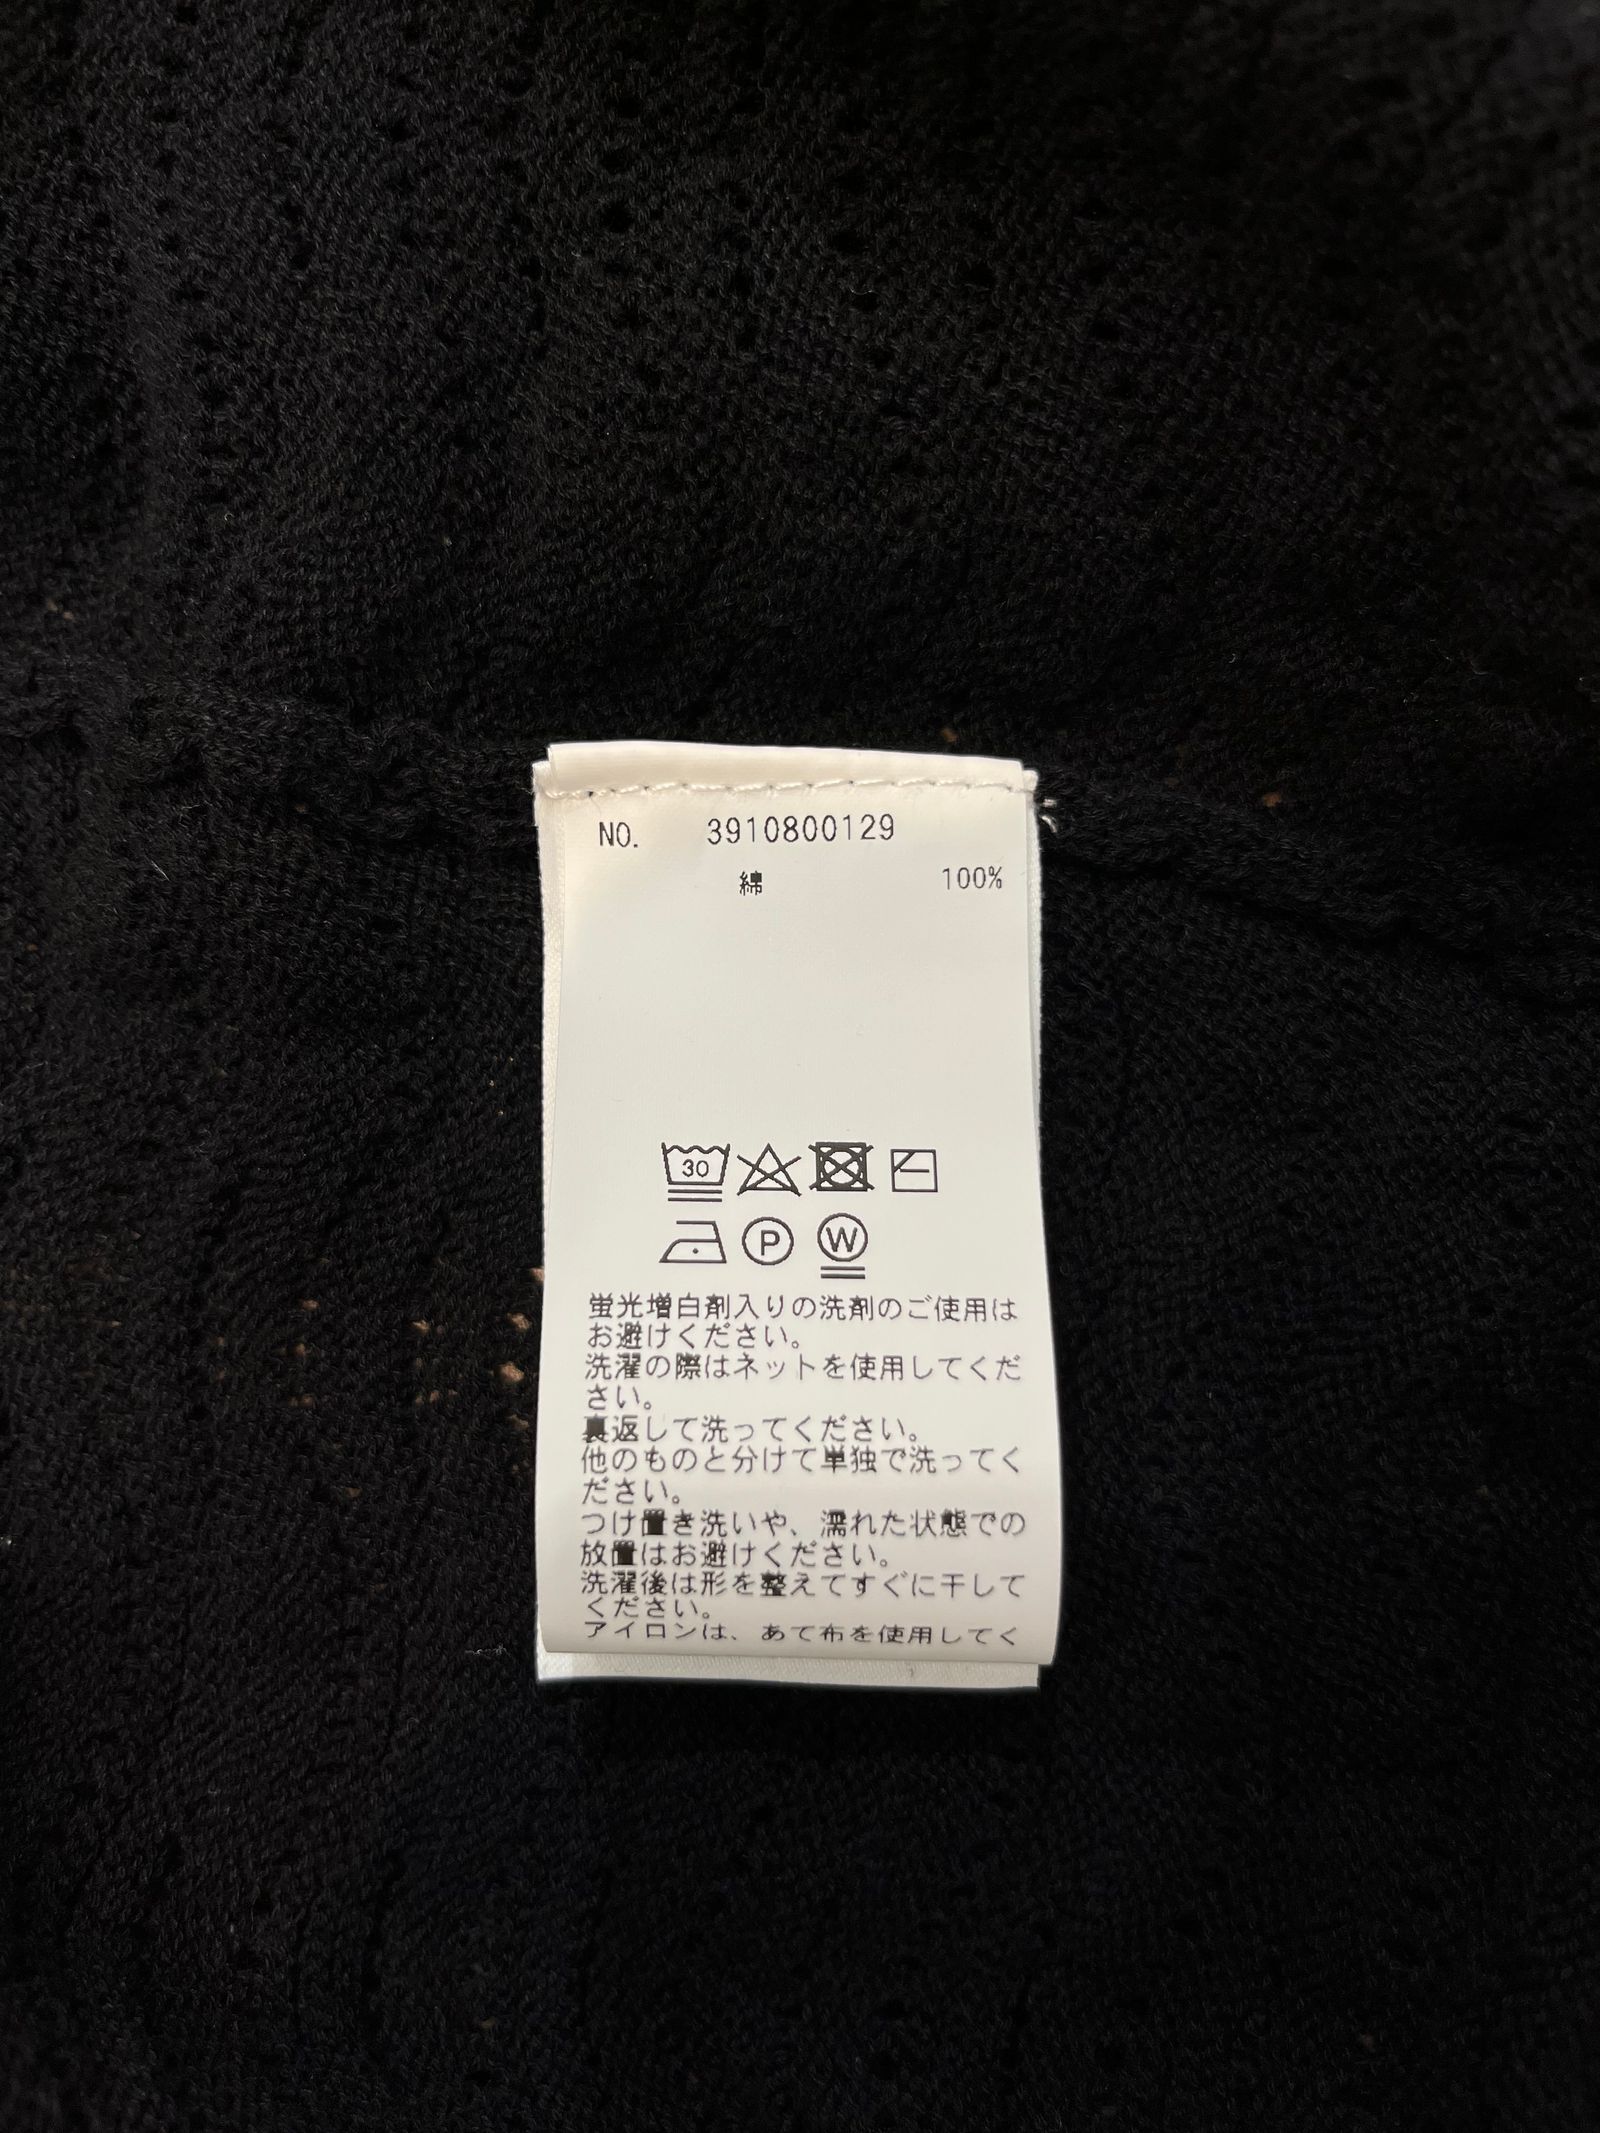 NO. 3910800129
綿 100%
30
P W
蛍光増白剤入りの洗剤のご使用は
お避けください。
洗濯の際はネットを使用してくだ
さい。
裏返して洗ってください。
他のものと分けて単独で洗ってく
ださい。
つけ置き洗いや、濡れた状態での
放置はお避けください。
洗濯後は形を整えてすぐに干して
ください。
アイロンは、あて布を使用してく